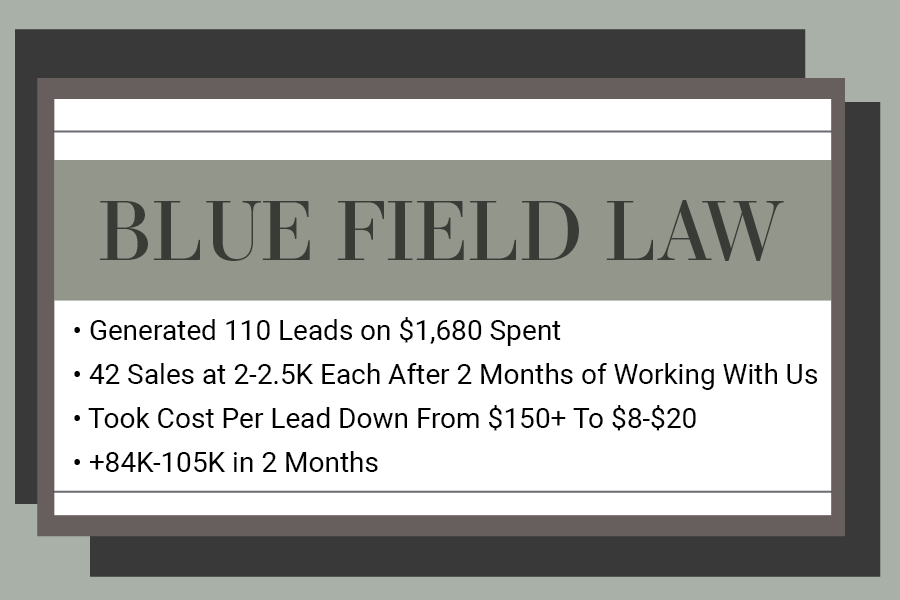 BLUE FIELD LAW
• Generated 110 Leads on $1,680 Spent
• 42 Sales at 2-2.5K Each After 2 Months of Working With Us
• Took Cost Per Lead Down From $150+ To $8-$20
• +84K-105K in 2 Months